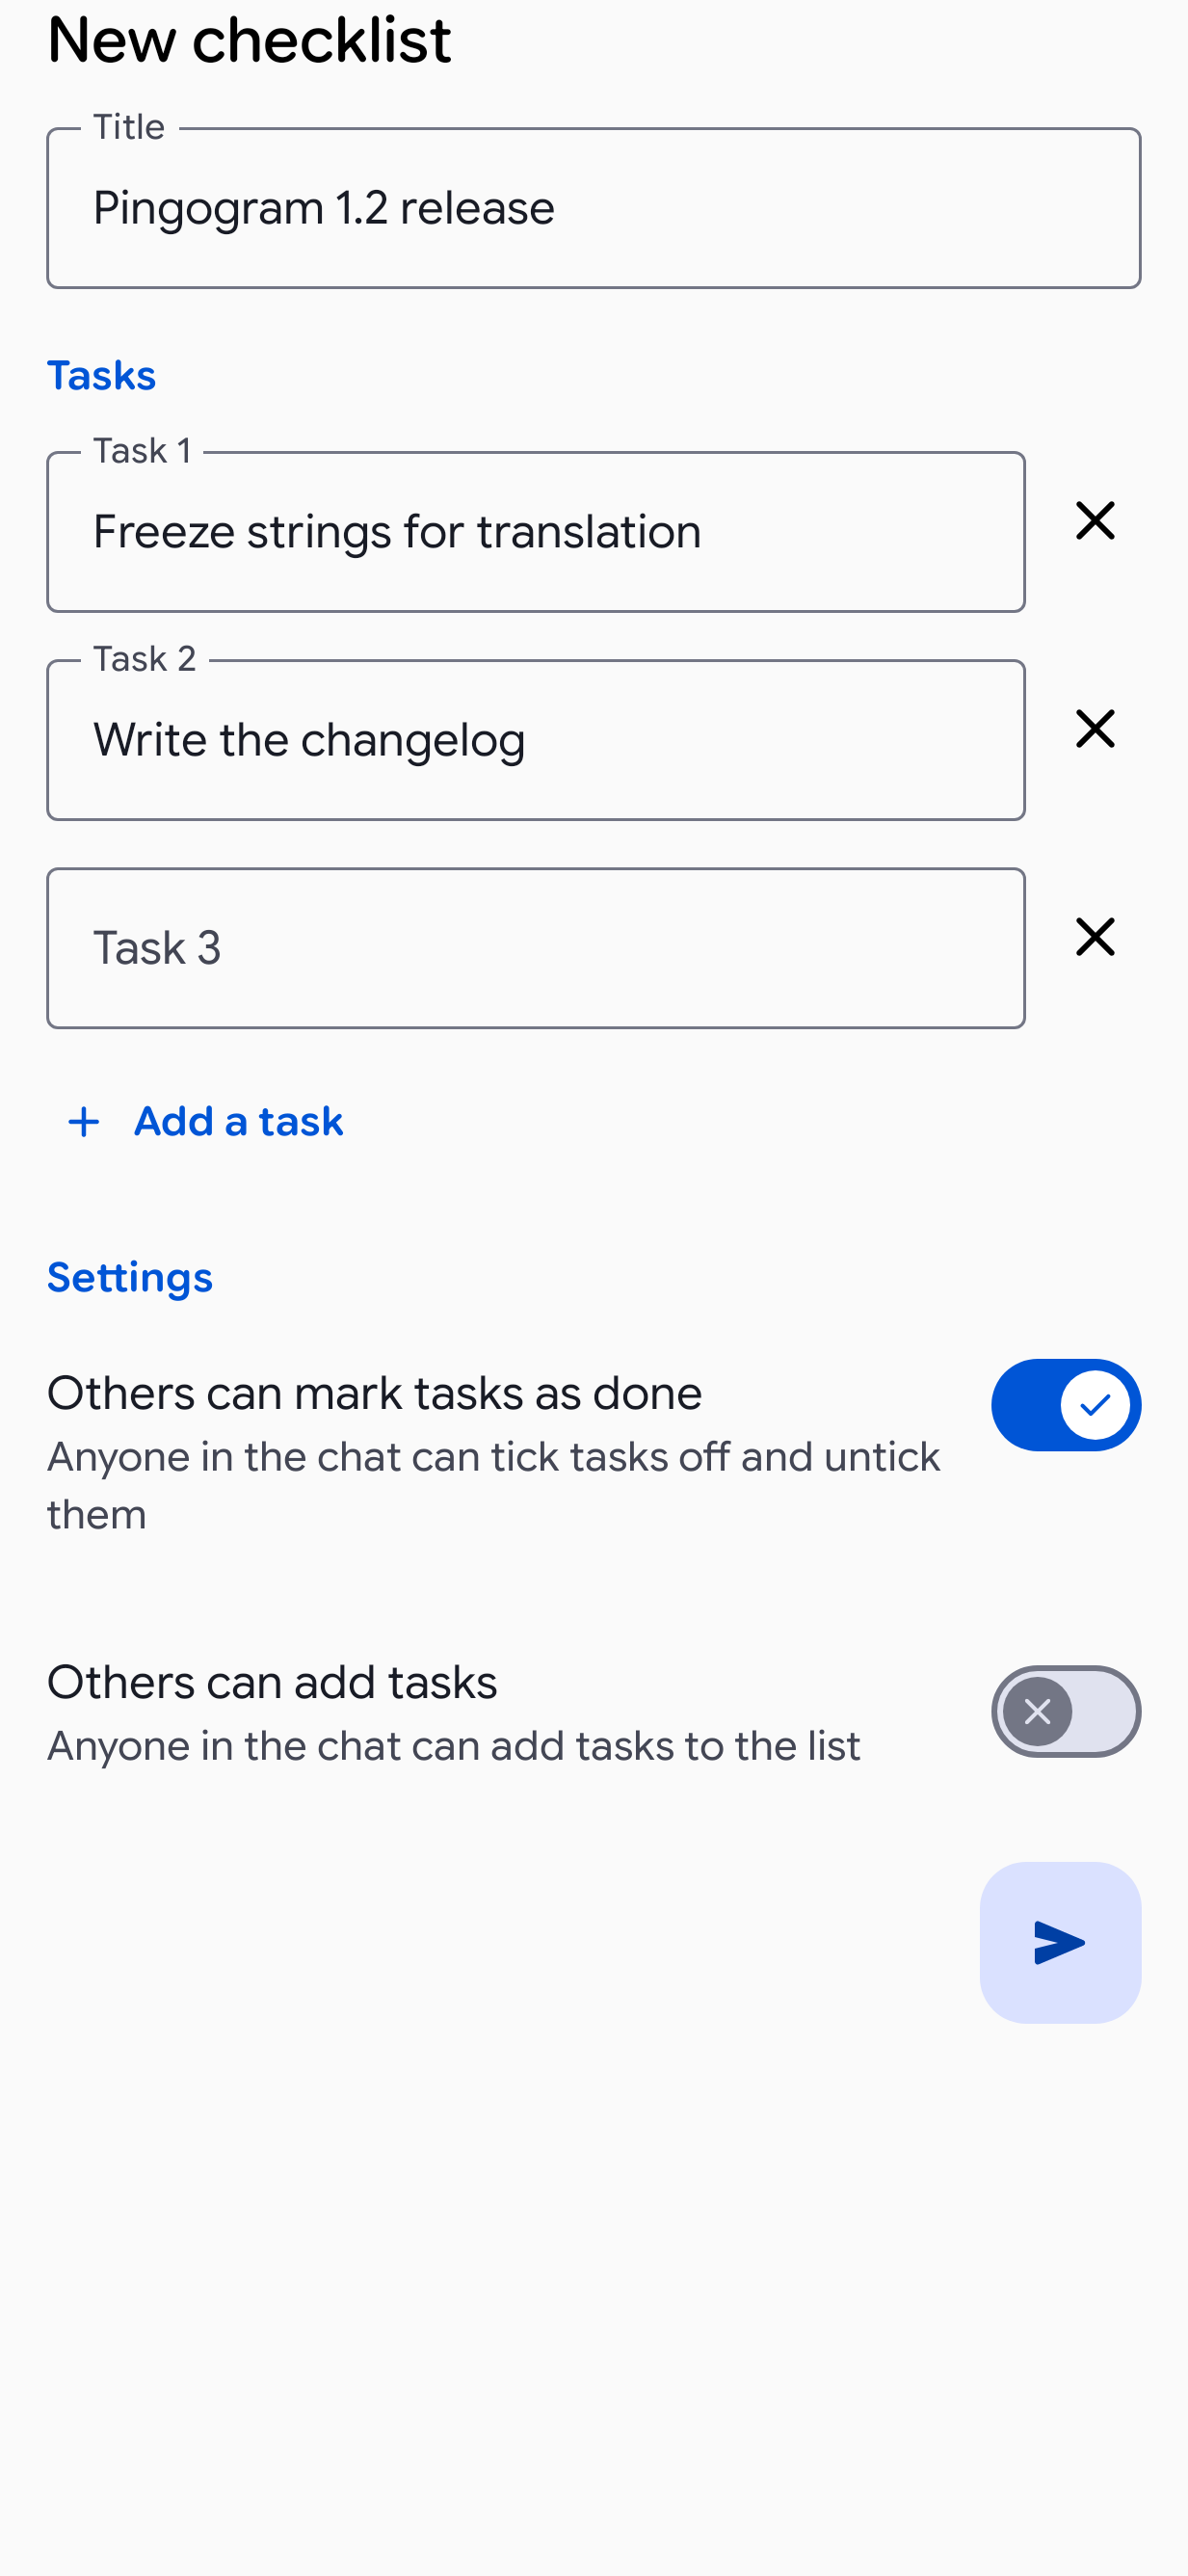 New checklist
Title
Pingogram 1.2 release
Tasks
Task 1
Freeze strings for translation
Task 2
Write the changelog
Task 3
Add a task
Settings
Others can mark tasks as done
Anyone in the chat can tick tasks off and untick
them
Others can add tasks
Anyone in the chat can add tasks to the list